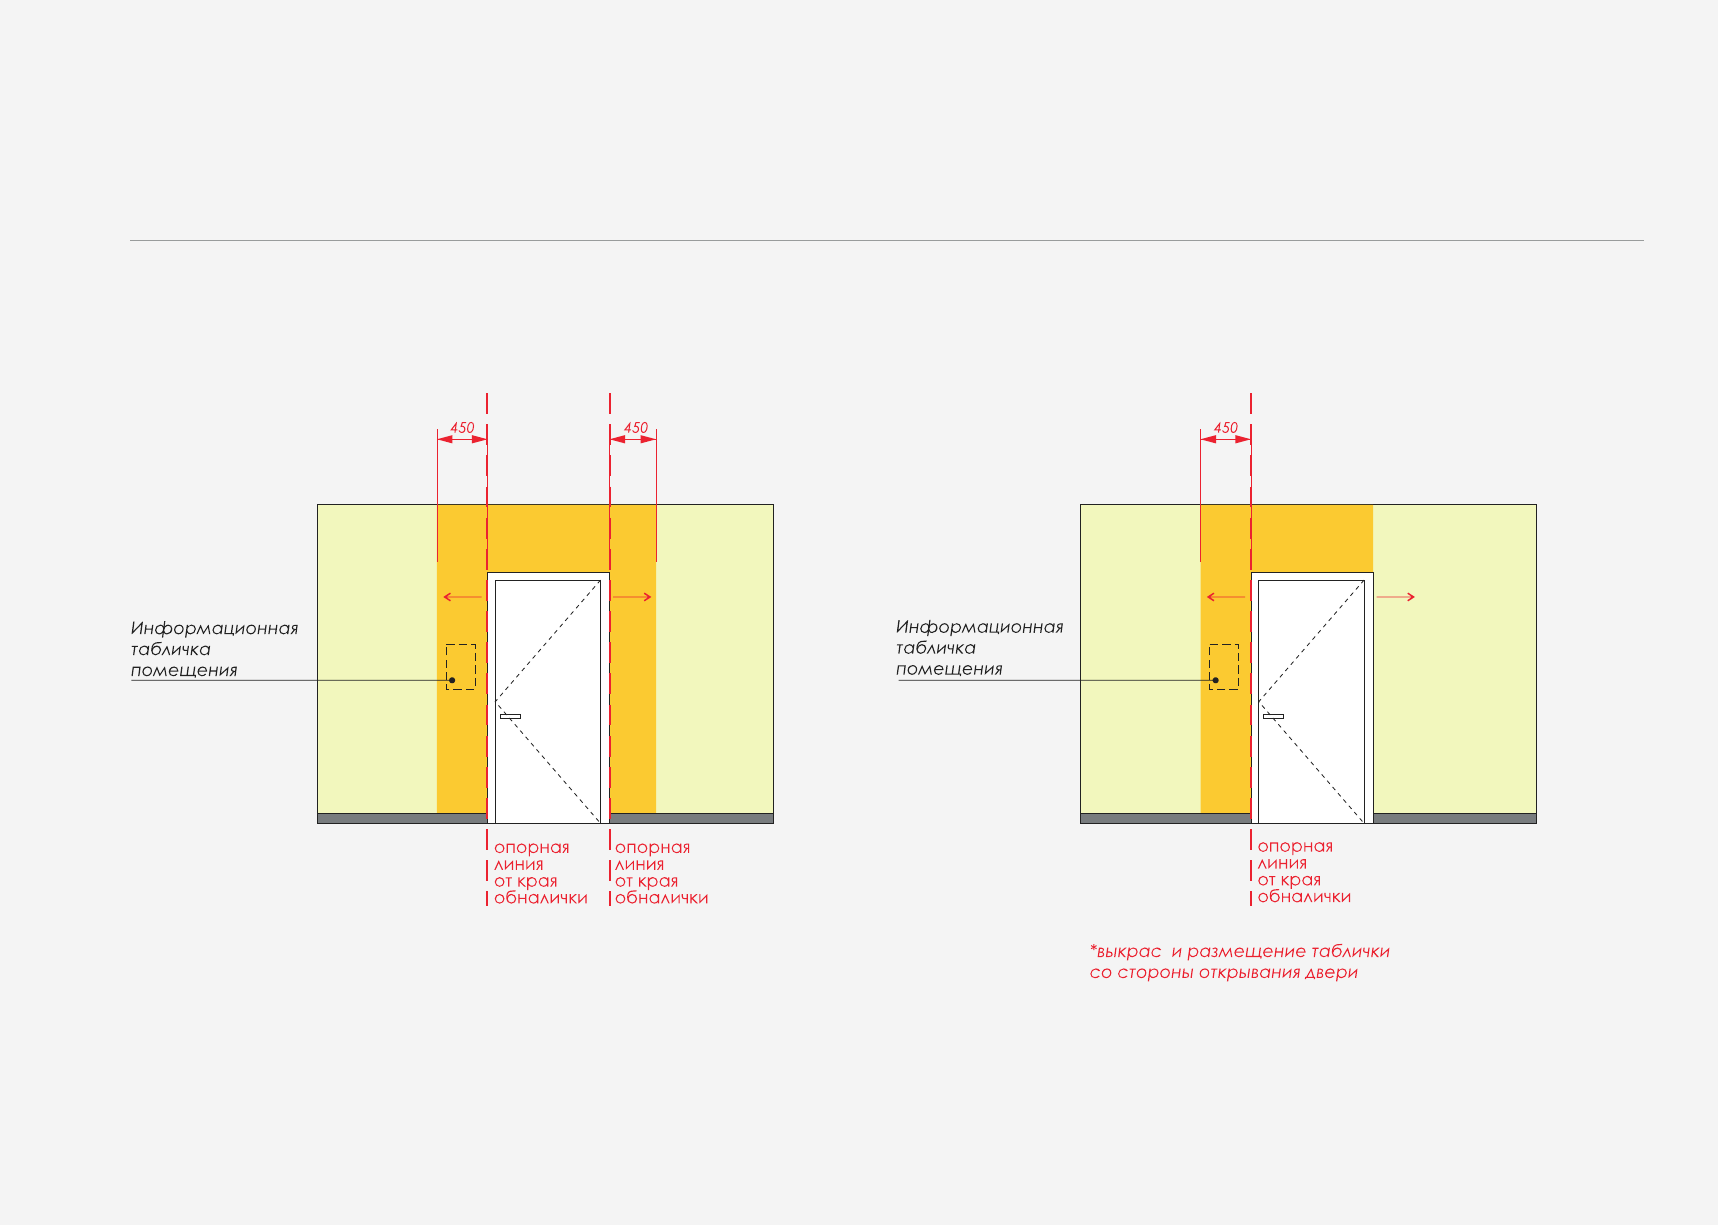 450
450
Информационная
табличка
помещения
опорная
линия
от края
обналички
опорная
линия
от края
обналички
450
Информационная
табличка
помещения
опорная
линия
от края
обналички
*выкрас и размещение таблички
со стороны открывания двери